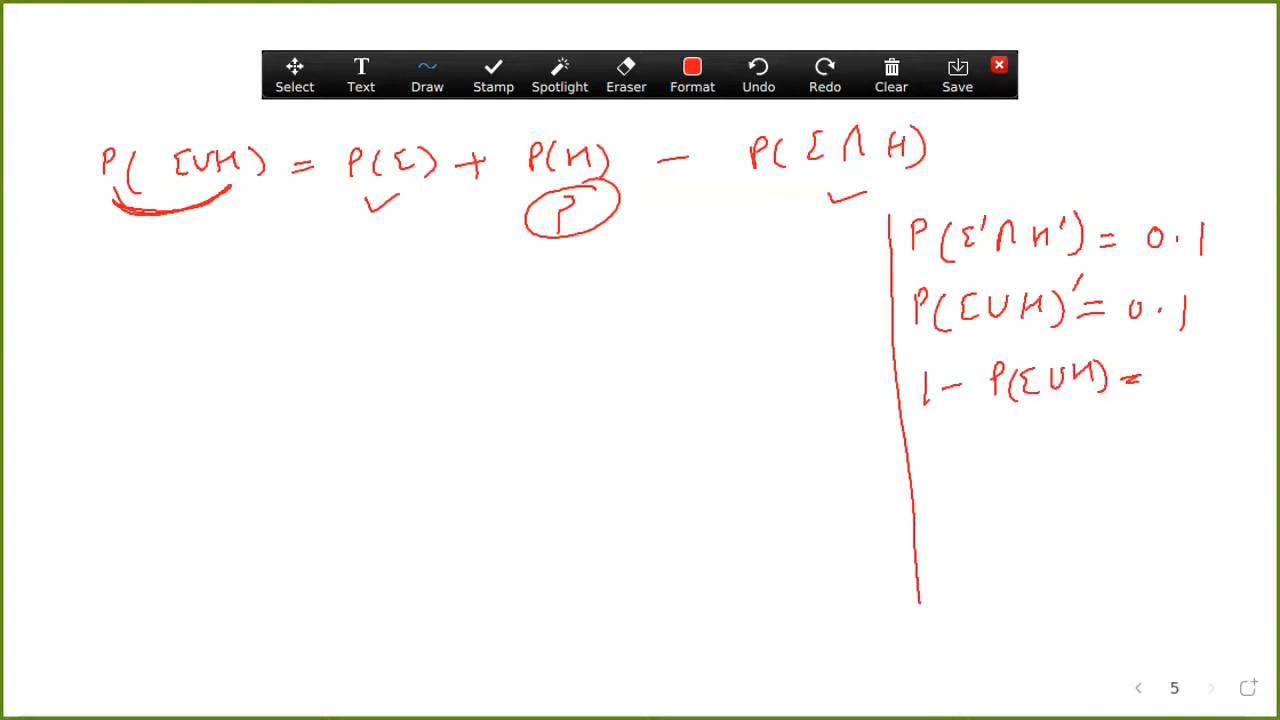 Select Text Draw Stamp Spotlight Eraser Format Undo Redo Clear Save
P(E∪H) = P(E) + P(H) − P(E∩H)
?
P(E'∩H') = 0.1
P(E∪H)' = 0.1
1 − P(E∪H) =
5